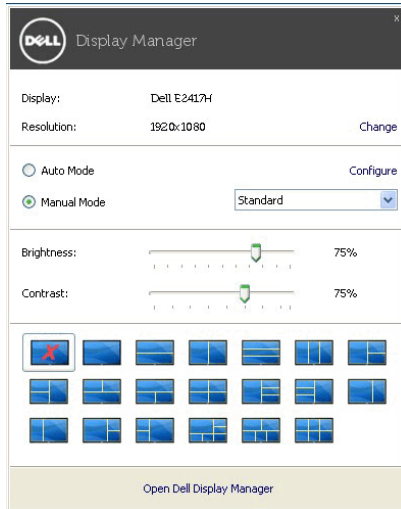 x
DELL Display Manager
Display: Dell E2417H
Resolution: 1920x1080 Change
Auto Mode Configure
Manual Mode Standard
Brightness: 75%
Contrast: 75%
Open Dell Display Manager